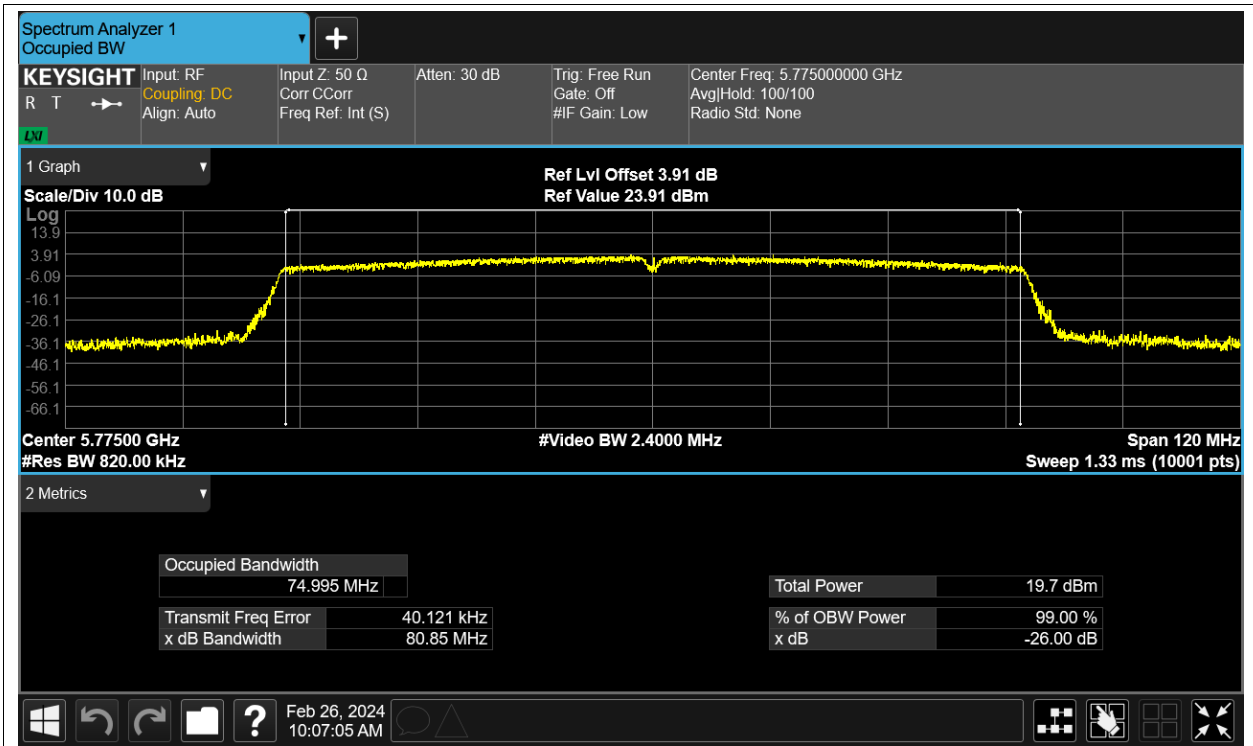 Spectrum Analyzer 1
Occupied BW
KEYSIGHT
R T
LXI
Input: RF
Coupling: DC
Align: Auto
Input Z: 50 Ω
Corr CCorr
Freq Ref: Int (S)
Atten: 30 dB
Trig: Free Run
Gate: Off
#IF Gain: Low
Center Freq: 5.775000000 GHz
Avg|Hold: 100/100
Radio Std: None
1 Graph
Scale/Div 10.0 dB
Ref Lvl Offset 3.91 dB
Ref Value 23.91 dBm
Log
13.9
3.91
-6.09
-16.1
-26.1
-36.1
-46.1
-56.1
-66.1
Center 5.77500 GHz
#Video BW 2.4000 MHz
Span 120 MHz
#Res BW 820.00 kHz
Sweep 1.33 ms (10001 pts)
2 Metrics
Occupied Bandwidth
74.995 MHz
Total Power 19.7 dBm
Transmit Freq Error 40.121 kHz
% of OBW Power 99.00 %
x dB Bandwidth 80.85 MHz
x dB -26.00 dB
?
Feb 26, 2024
10:07:05 AM